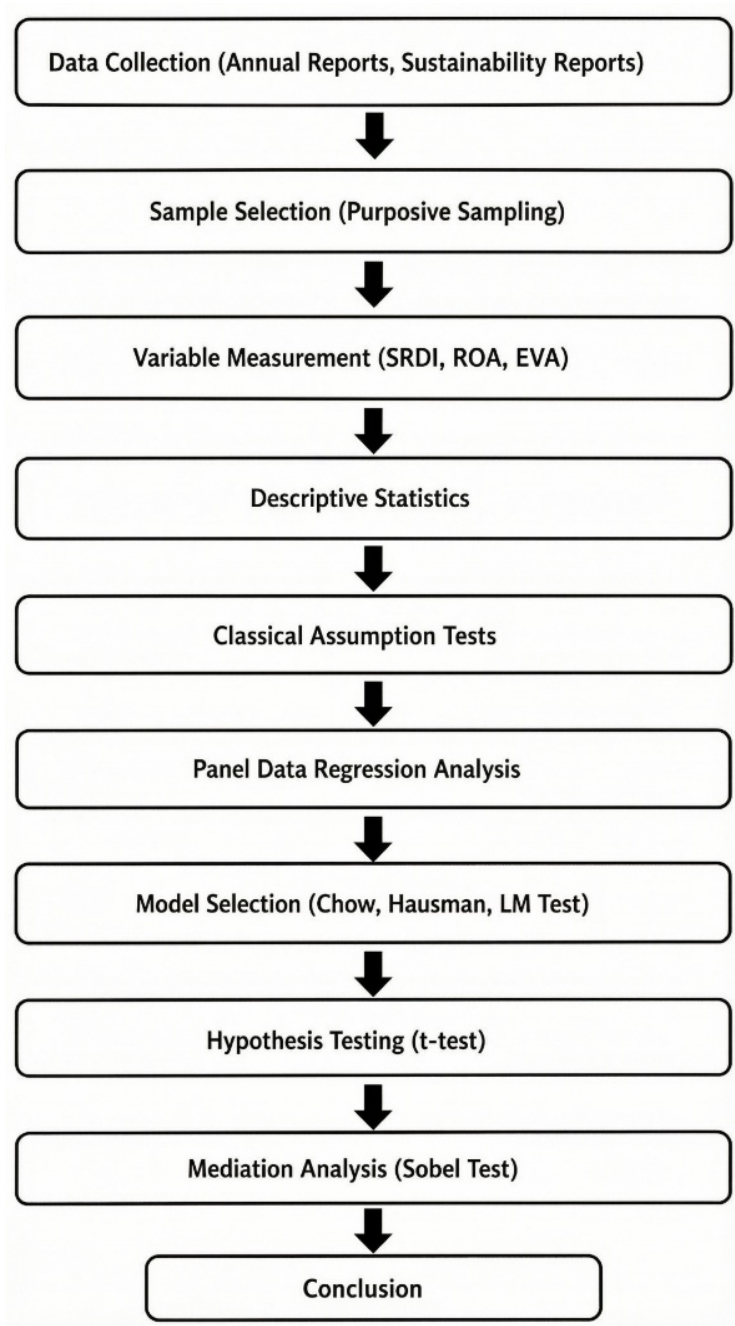 Data Collection (Annual Reports, Sustainability Reports)
Sample Selection (Purposive Sampling)
Variable Measurement (SRDI, ROA, EVA)
Descriptive Statistics
Classical Assumption Tests
Panel Data Regression Analysis
Model Selection (Chow, Hausman, LM Test)
Hypothesis Testing (t-test)
Mediation Analysis (Sobel Test)
Conclusion